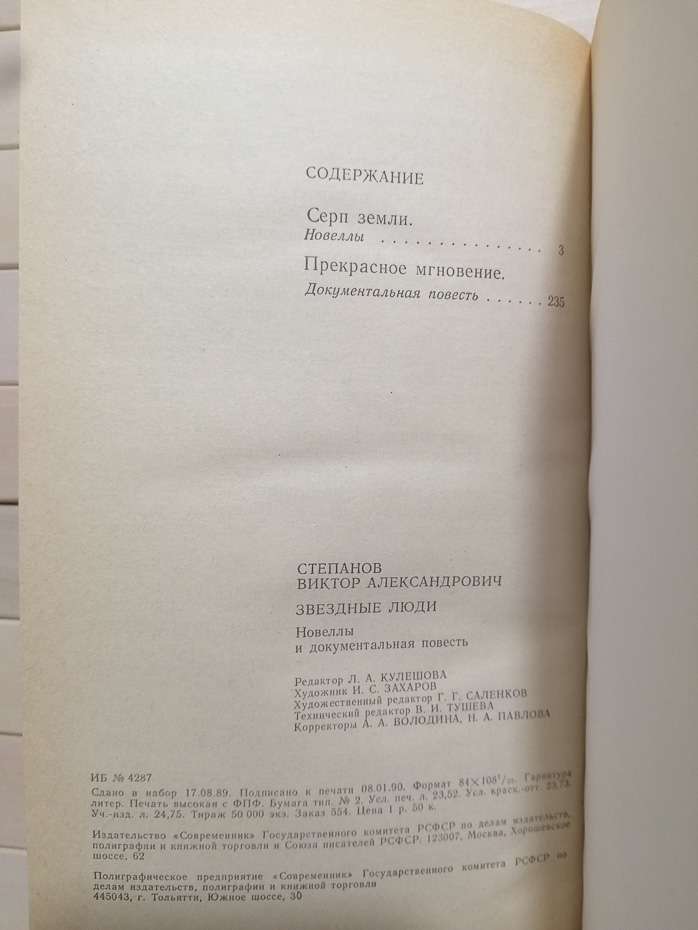 СОДЕРЖАНИЕ
Серп земли.
Новеллы . . . . . . . . . . . . . . 3
Прекрасное мгновение.
Документальная повесть . . . . . . 235
СТЕПАНОВ
ВИКТОР АЛЕКСАНДРОВИЧ
ЗВЕЗДНЫЕ ЛЮДИ
Новеллы
и документальная повесть
Редактор Л. А. КУЛЕШОВА
Художник И. С. ЗАХАРОВ
Художественный редактор Г. Г. САЛЕНКОВ
Технический редактор В. И. ТУШЕВА
Корректоры А. А. ВОЛОДИНА, Н. А. ПАВЛОВА
ИБ № 4287
Сдано в набор 17.08.89. Подписано к печати 08.01.90. Формат 84×108¹/₃₂. Гарнитура
литер. Печать высокая с ФПФ. Бумага тип. № 2. Усл. печ. л. 23,52. Усл. краск.-отт. 23,73.
Уч.-изд. л. 24,75. Тираж 50 000 экз. Заказ 554. Цена 1 р. 50 к.
Издательство «Современник» Государственного комитета РСФСР по делам издательств,
полиграфии и книжной торговли и Союза писателей РСФСР. 123007, Москва, Хорошевское
шоссе, 62
Полиграфическое предприятие «Современник» Государственного комитета РСФСР по
делам издательств, полиграфии и книжной торговли
445043, г. Тольятти, Южное шоссе, 30